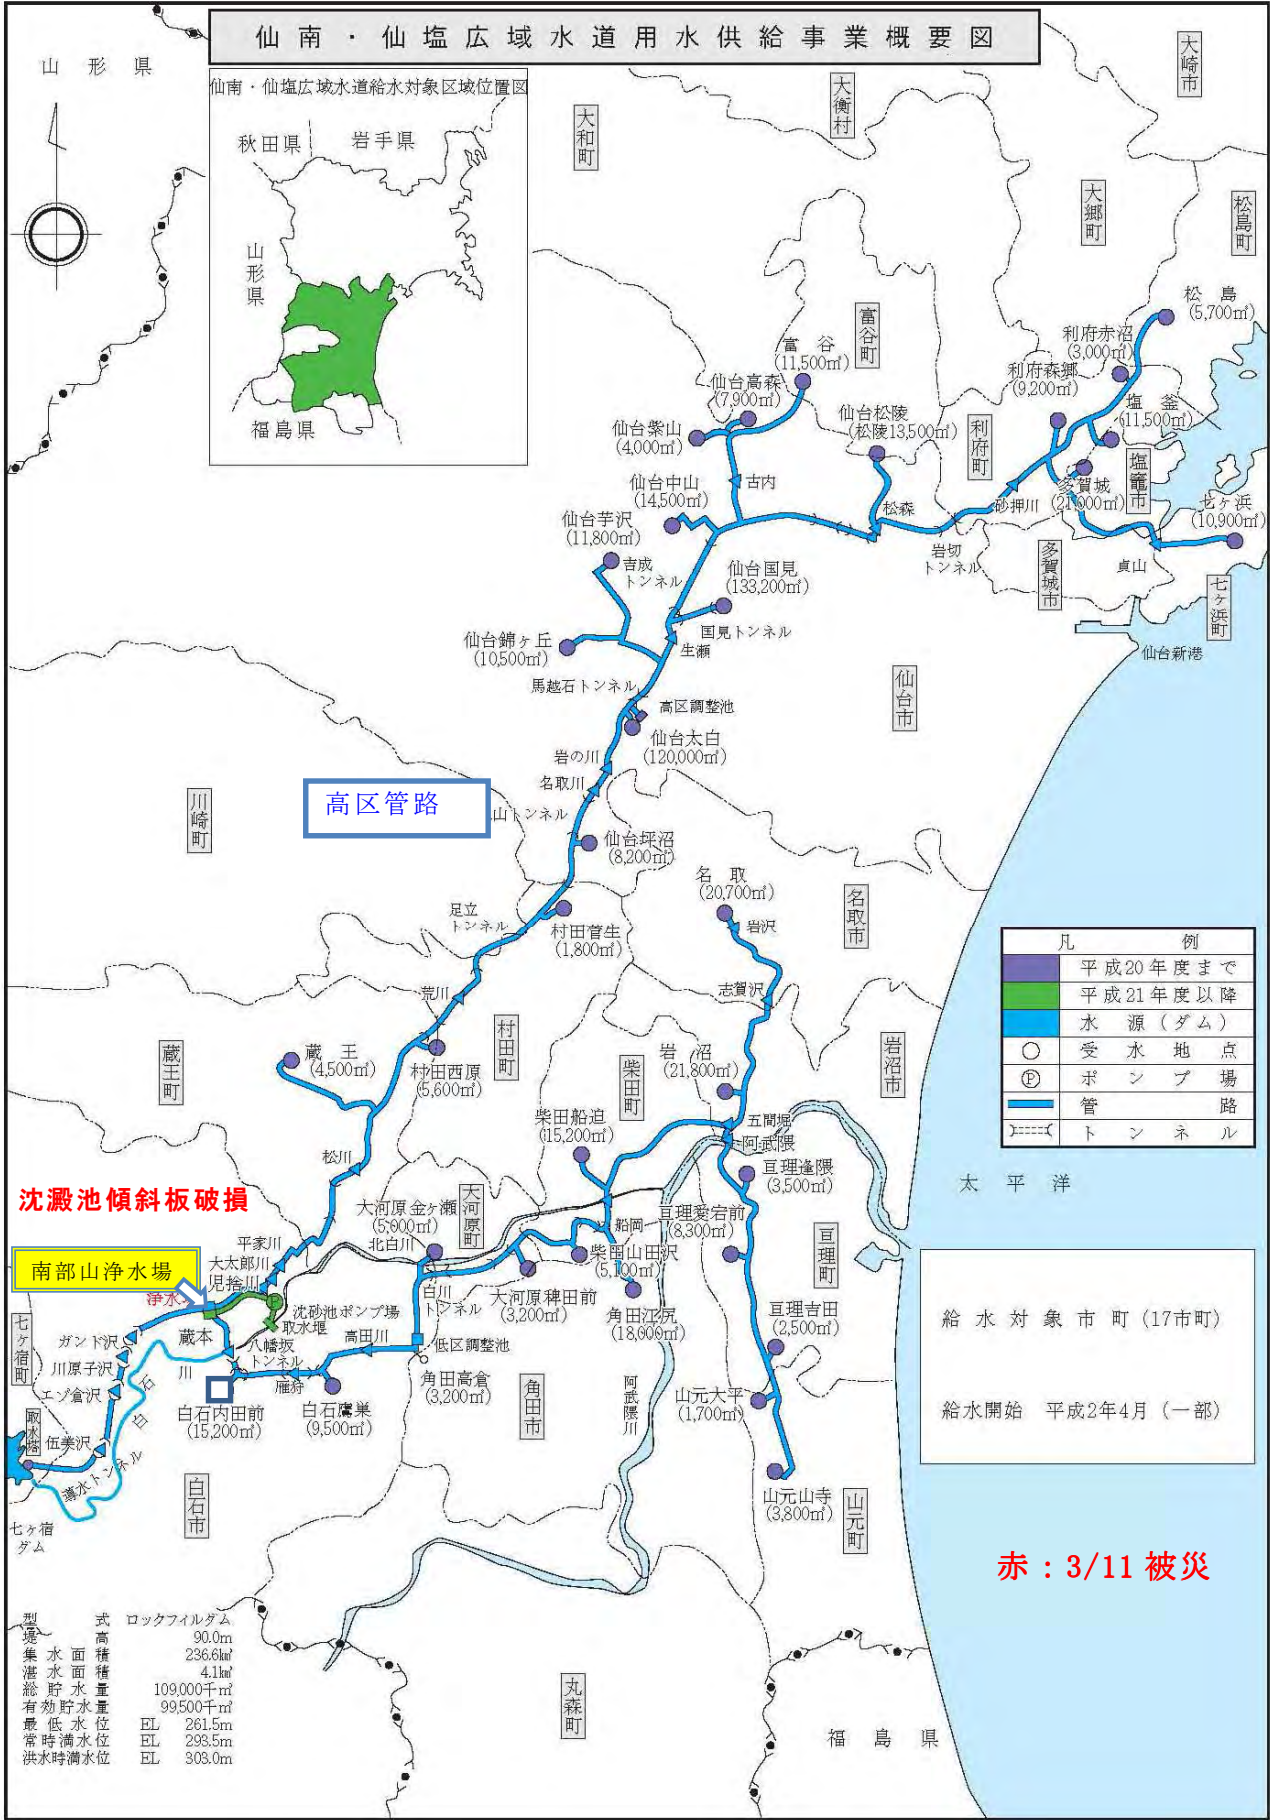 仙南・仙塩広域水道用水供給事業概要図
山形県
仙南・仙塩広域水道給水対象区域位置図
秋田県
岩手県
山形県
福島県
大和町
大衡村
大崎市
大郷町
松島町
松島
(5,700㎥)
利府赤沼
(3,000㎥)
利府森郷
(9,200㎥)
富谷町
富谷
(11,500㎥)
仙台高森
(7,900㎥)
仙台紫山
(4,000㎥)
仙台松陵
(松陵13,500㎥)
利府町
塩釜
(11,500㎥)
塩竈市
仙台中山
(14,500㎥)
古内
松森
砂押川
多賀城
(21,000㎥)
七ヶ浜
(10,900㎥)
仙台芋沢
(11,800㎥)
吉成
トンネル
仙台国見
(133,200㎥)
岩切
トンネル
多賀城市
貞山
七ヶ浜町
仙台錦ヶ丘
(10,500㎥)
国見トンネル
生瀬
仙台新港
馬越石トンネル
高区調整池
仙台市
仙台太白
(120,000㎥)
岩の川
名取川
高区管路
山トンネル
川崎町
仙台坪沼
(8,200㎥)
名取
(20,700㎥)
名取市
足立
トンネル
村田菅生
(1,800㎥)
岩沢
凡例
平成20年度まで
平成21年度以降
水源(ダム)
受水地点
Ⓟ ポンプ場
管路
トンネル
荒川
志賀沢
村田町
蔵王町
蔵王
(4,500㎥)
村田西原
(5,600㎥)
柴田町
岩沼
(21,800㎥)
岩沼市
柴田船迫
(15,200㎥)
五間堀
阿武隈
松川
亘理逢隈
(3,500㎥)
太平洋
沈澱池傾斜板破損
大河原金ヶ瀬
(5,000㎥)
大河原町
北白川
船岡
亘理愛宕前
(8,300㎥)
亘理町
平家川
大太郎川
児捨川
南部山浄水場
浄水
柴田山田沢
(5,100㎥)
白川
トンネル
大河原稗田前
(3,200㎥)
角田江尻
(18,000㎥)
亘理吉田
(2,500㎥)
給水対象市町(17市町)
給水開始 平成2年4月(一部)
沈砂池ポンプ場
取水堰
Ⓟ
蔵本
八幡坂
トンネル
高田川
低区調整池
七ヶ宿町
ガンド沢
川原子沢
エゾ倉沢
白石川
雁狩
角田高倉
(3,200㎥)
角田市
阿武隈川
山元大平
(1,700㎥)
白石内田前
(15,200㎥)
白石鷹巣
(9,500㎥)
取水塔
伍美沢
導水トンネル
白石市
山元山寺
(3,800㎥)
山元町
七ヶ宿
ダム
赤:3/11 被災
型式 ロックフィルダム
堤高 90.0m
集水面積 236.6k㎡
湛水面積 4.1k㎡
総貯水量 109,000千㎥
有効貯水量 99,500千㎥
最低水位 EL 261.5m
常時満水位 EL 293.5m
洪水時満水位 EL 303.0m
丸森町
福島県